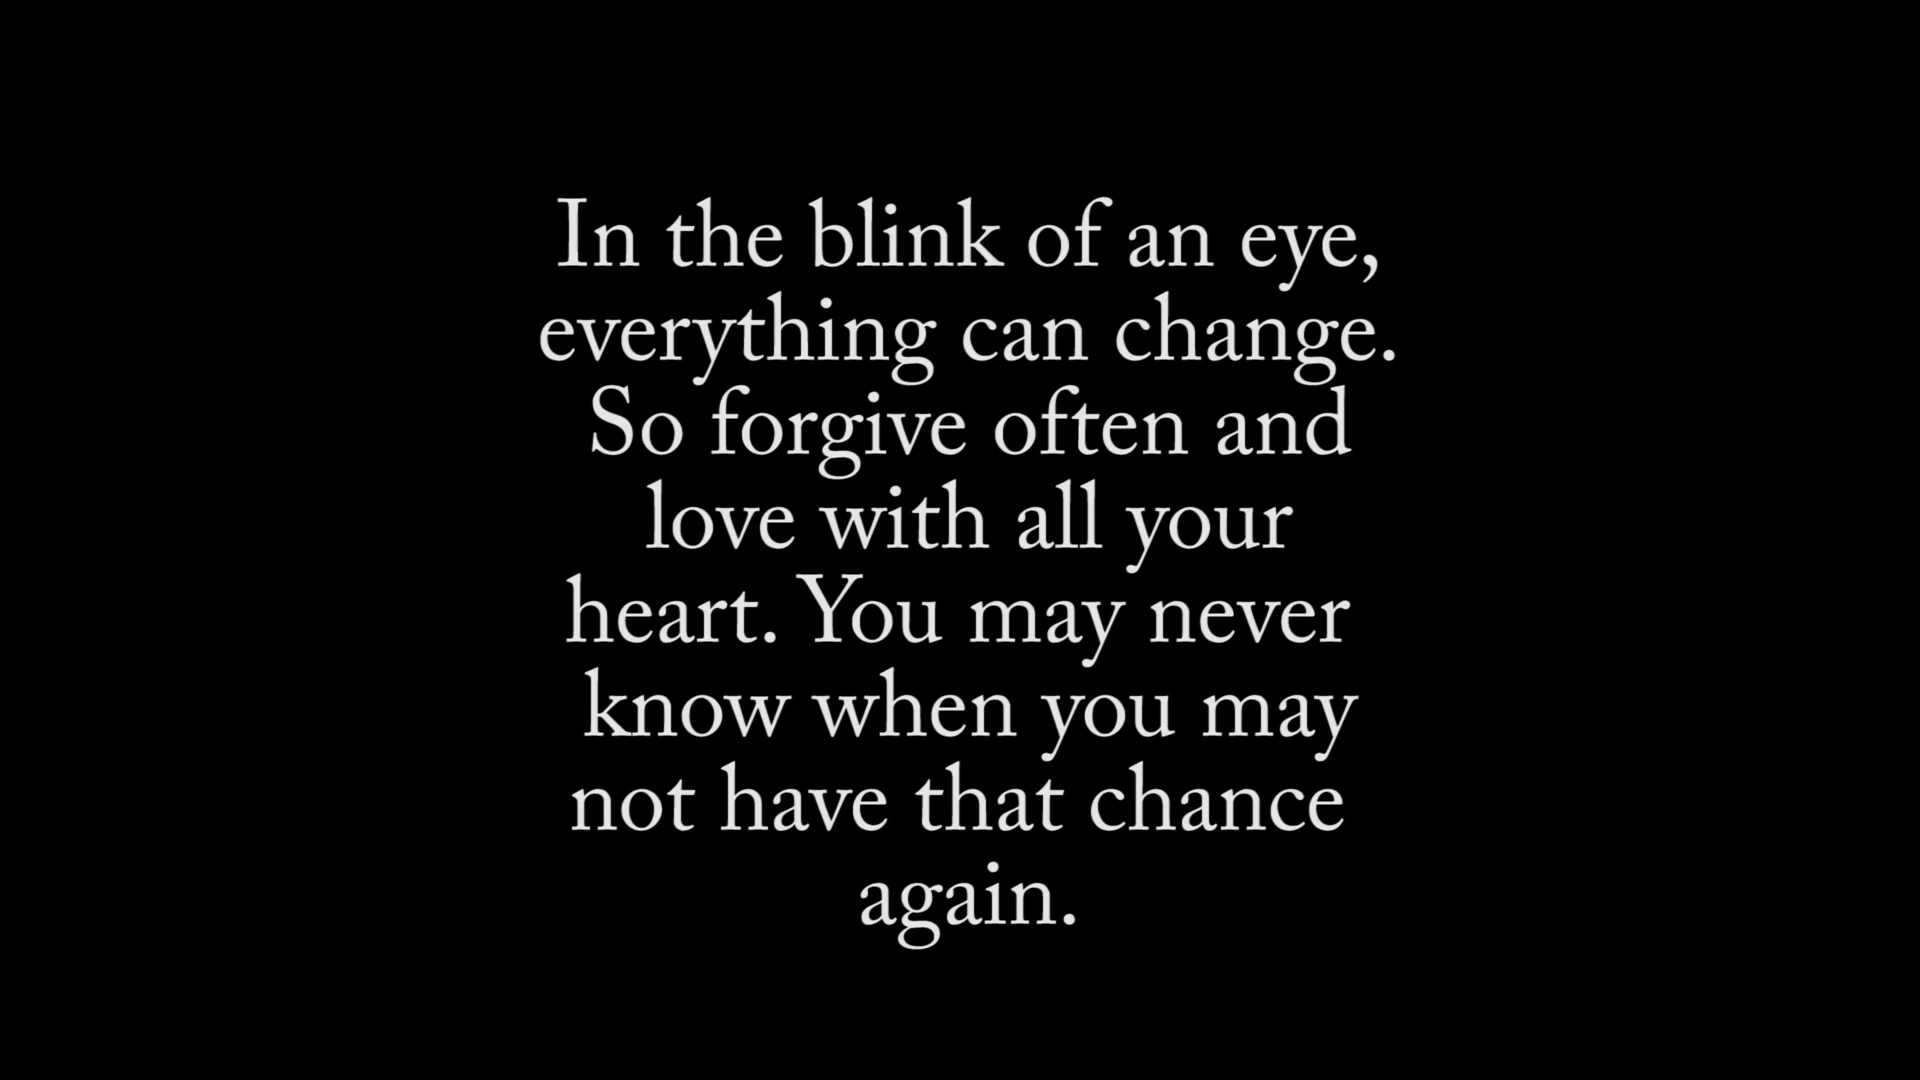 In the blink of an eye,
everything can change.
So forgive often and
love with all your
heart. You may never
know when you may
not have that chance
again.